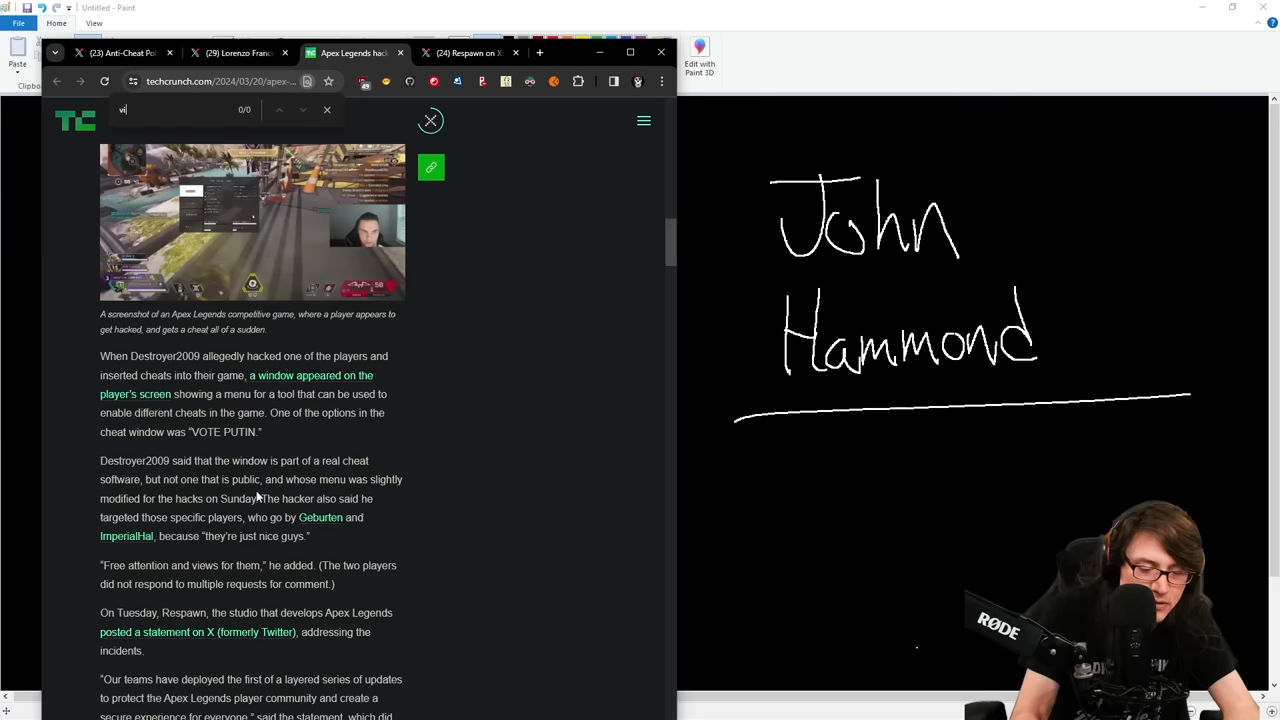 Untitled - Paint
File Home View
Paste
Clipb
Edit with
Paint 3D
(23) Anti-Cheat Pol
(29) Lorenzo Franc
Apex Legends hack
(24) Respawn on X
techcrunch.com/2024/03/20/apex-...
49
vi 0/0
TC
A screenshot of an Apex Legends competitive game, where a player appears to
get hacked, and gets a cheat all of a sudden.
When Destroyer2009 allegedly hacked one of the players and
inserted cheats into their game, a window appeared on the
player's screen showing a menu for a tool that can be used to
enable different cheats in the game. One of the options in the
cheat window was “VOTE PUTIN.”
Destroyer2009 said that the window is part of a real cheat
software, but not one that is public, and whose menu was slightly
modified for the hacks on Sunday. The hacker also said he
targeted those specific players, who go by Geburten and
ImperialHal, because “they’re just nice guys.”
“Free attention and views for them,” he added. (The two players
did not respond to multiple requests for comment.)
On Tuesday, Respawn, the studio that develops Apex Legends
posted a statement on X (formerly Twitter), addressing the
incidents.
“Our teams have deployed the first of a layered series of updates
to protect the Apex Legends player community and create a
secure experience for everyone,” said the statement, which did
John
Hammond
RØDE